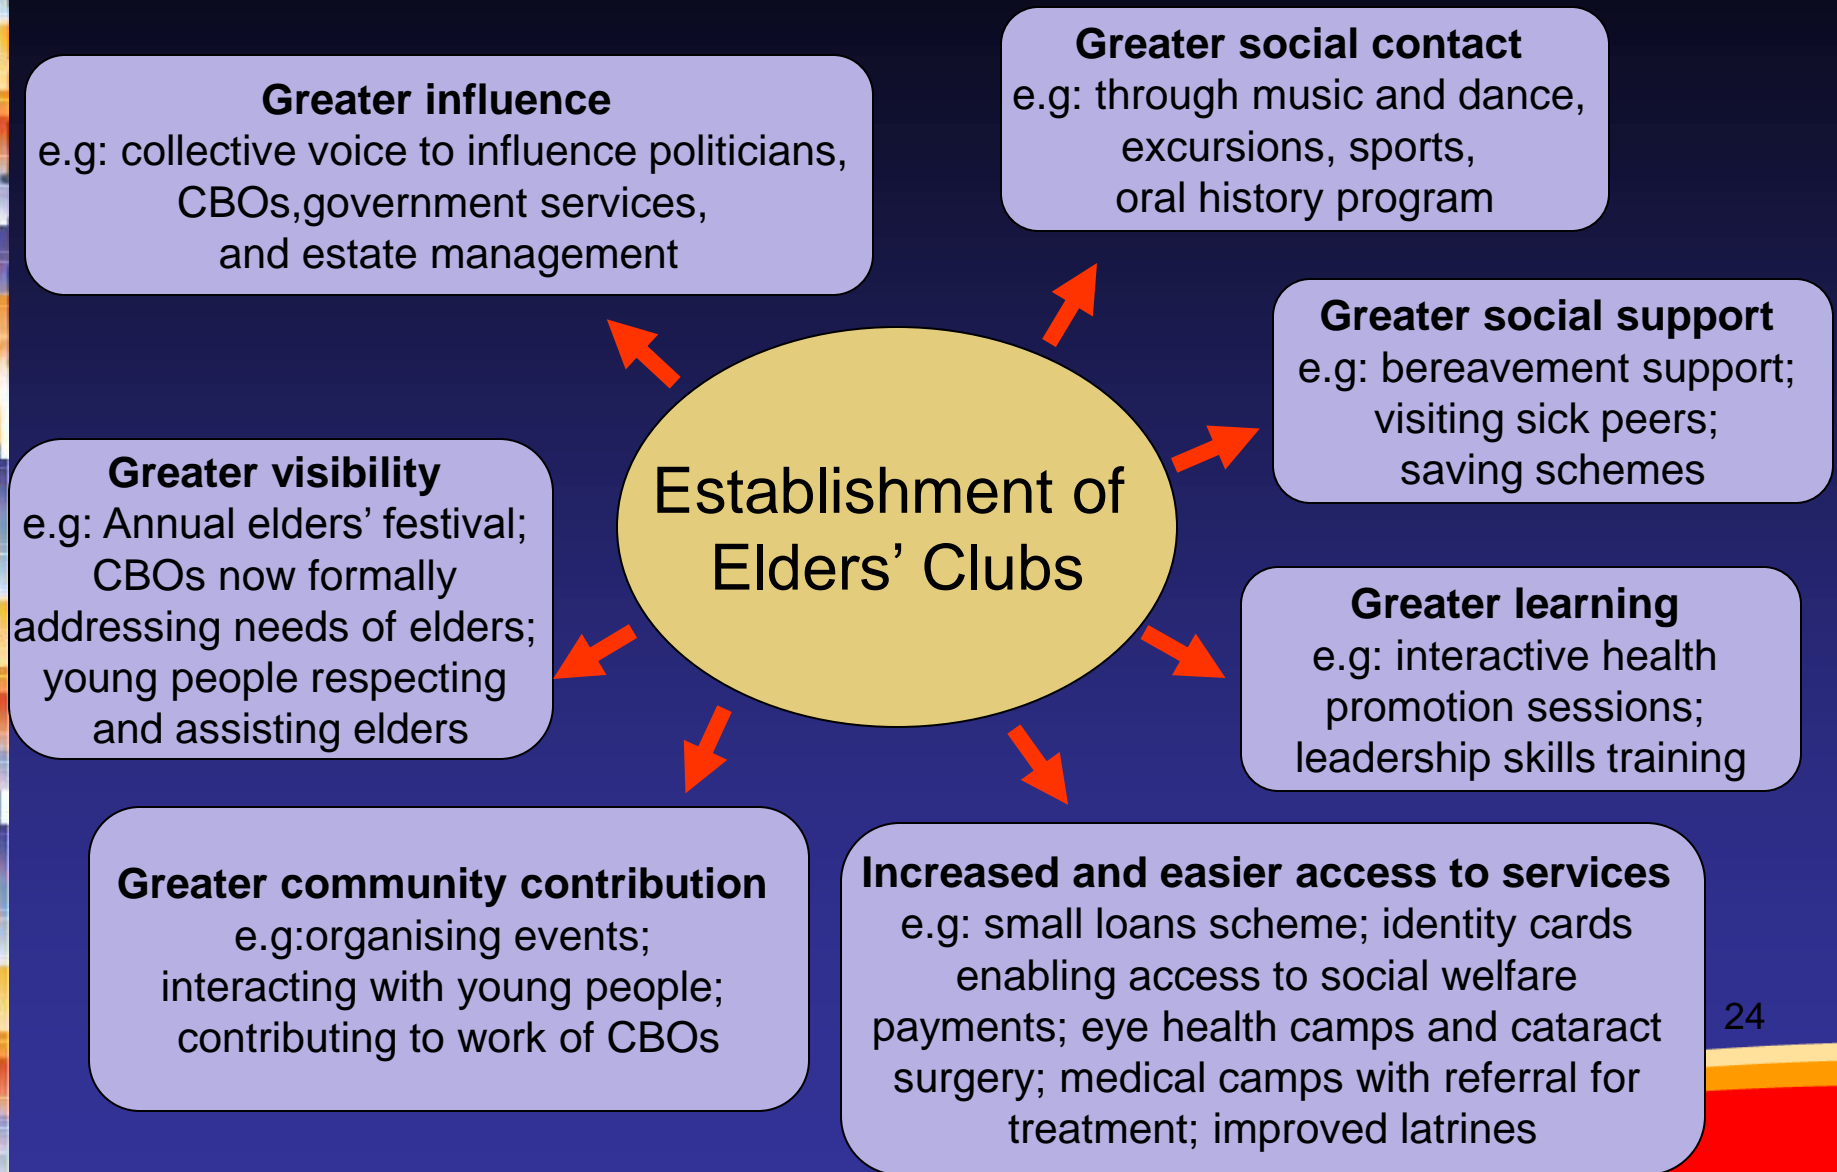 Greater influence
e.g: collective voice to influence politicians,
CBOs,government services,
and estate management
Greater social contact
e.g: through music and dance,
excursions, sports,
oral history program
Greater social support
e.g: bereavement support;
visiting sick peers;
saving schemes
Establishment of
Elders’ Clubs
Greater visibility
e.g: Annual elders’ festival;
CBOs now formally
addressing needs of elders;
young people respecting
and assisting elders
Greater learning
e.g: interactive health
promotion sessions;
leadership skills training
Greater community contribution
e.g:organising events;
interacting with young people;
contributing to work of CBOs
Increased and easier access to services
e.g: small loans scheme; identity cards
enabling access to social welfare
payments; eye health camps and cataract
surgery; medical camps with referral for
treatment; improved latrines
24